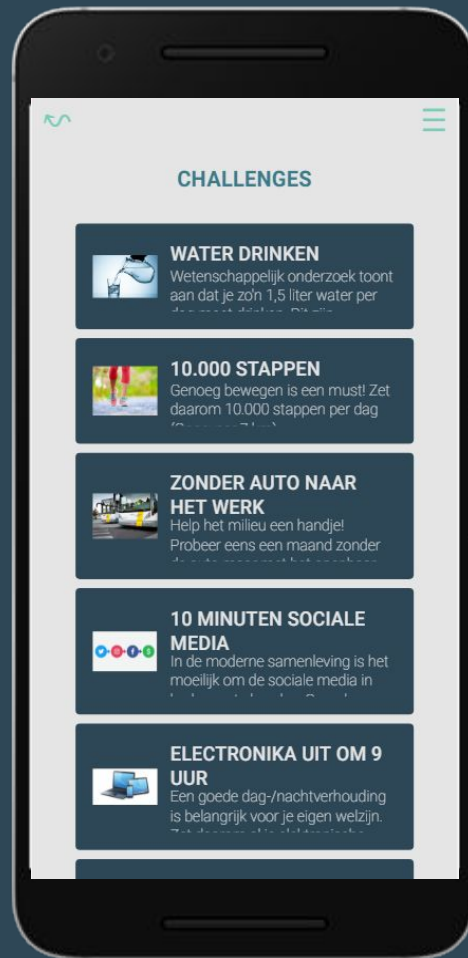 CHALLENGES
WATER DRINKEN
Wetenschappelijk onderzoek toont
aan dat je zo'n 1,5 liter water per
10.000 STAPPEN
Genoeg bewegen is een must! Zet
daarom 10.000 stappen per dag
ZONDER AUTO NAAR
HET WERK
Help het milieu een handje!
Probeer eens een maand zonder
10 MINUTEN SOCIALE
MEDIA
In de moderne samenleving is het
moeilijk om de sociale media in
ELECTRONIKA UIT OM 9
UUR
Een goede dag-/nachtverhouding
is belangrijk voor je eigen welzijn.